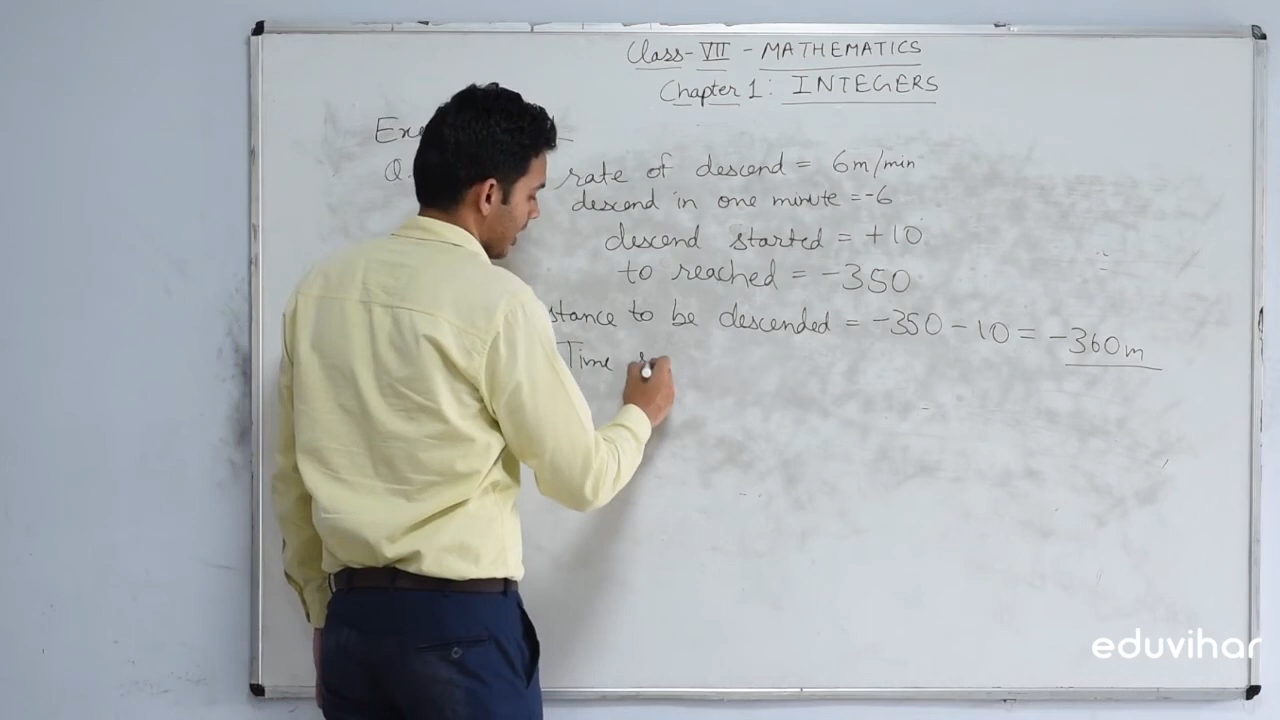 Class-VII - MATHEMATICS
Chapter 1: INTEGERS
rate of descend = 6m/min
descend in one minute = -6
descend started = +10
to reached = -350
stance to be descended = -350 - 10 = -360m
Time
eduvihar